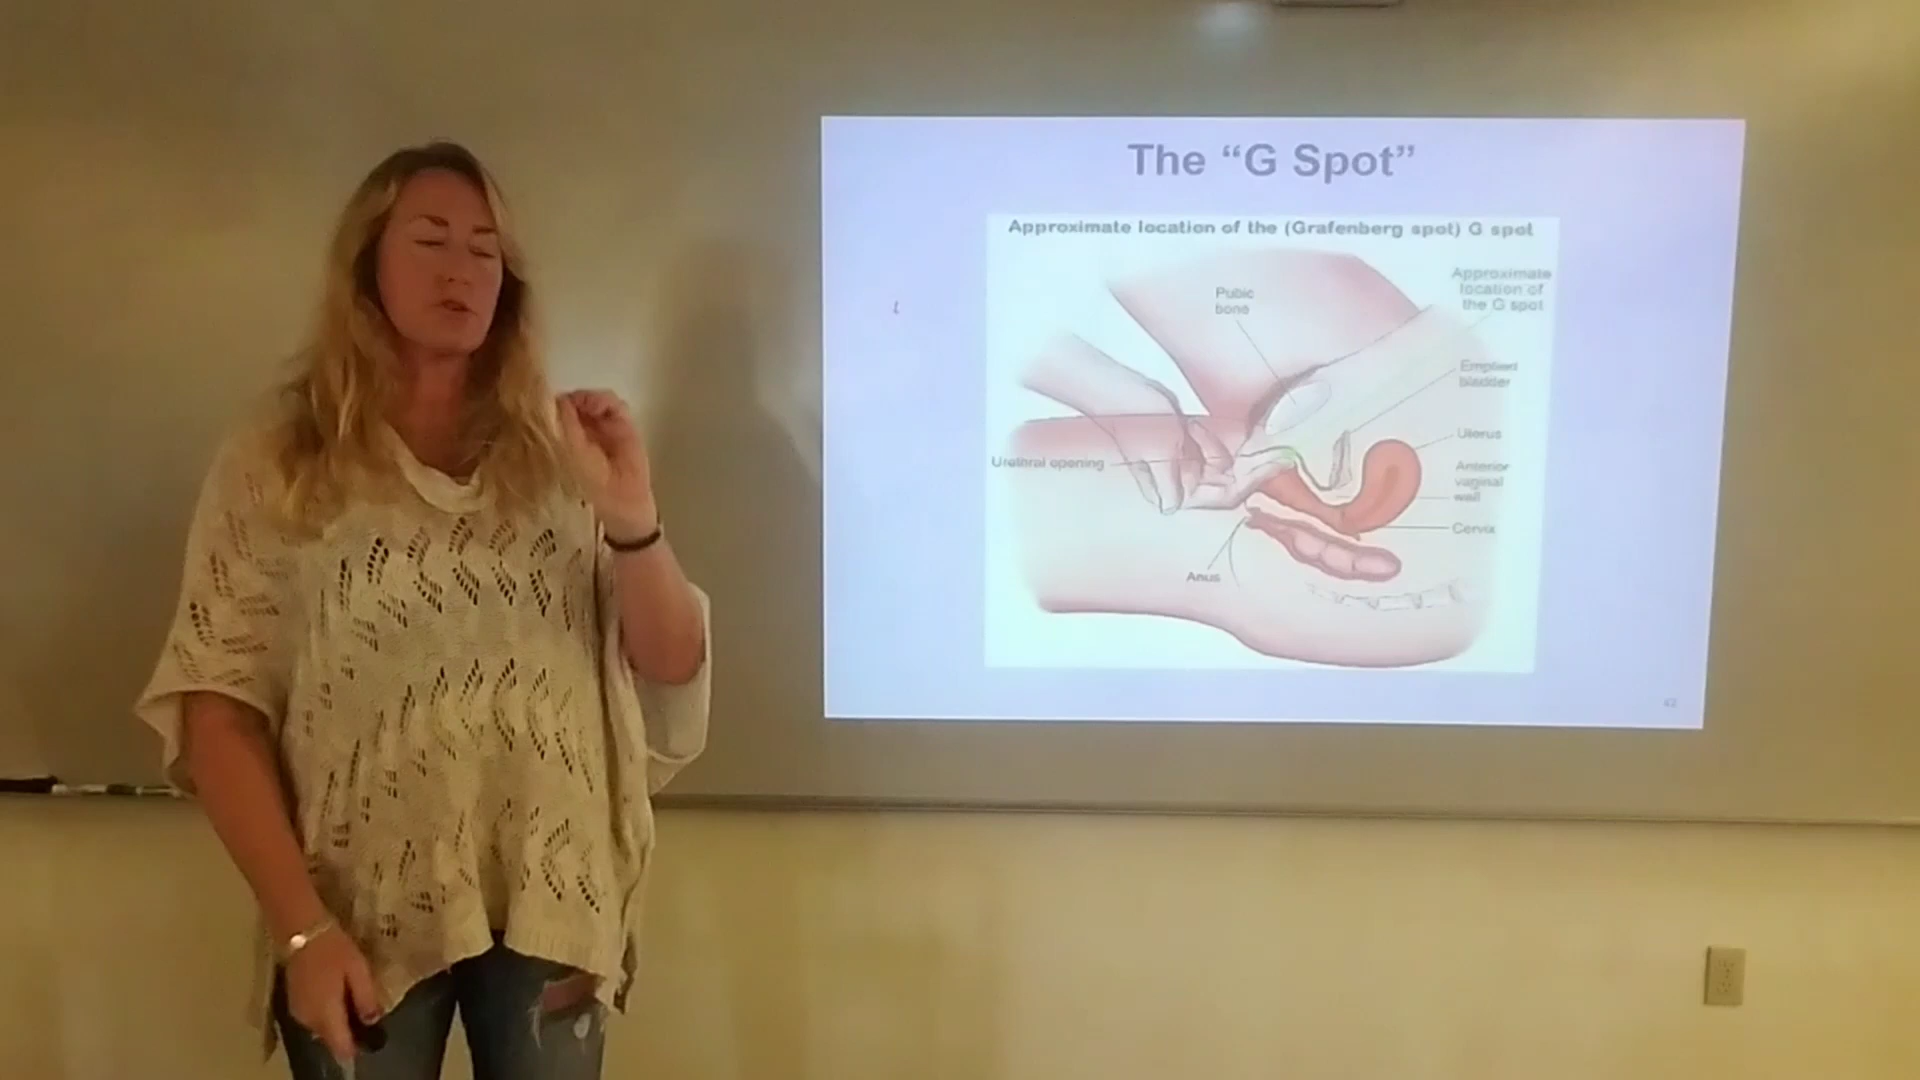 The “G Spot”
Approximate location of the (Grafenberg spot) G spot
Approximate
location of
the G spot
Pubic
bone
Emptied
bladder
Uterus
Urethral opening
Anterior
vaginal
wall
Cervix
Anus
42